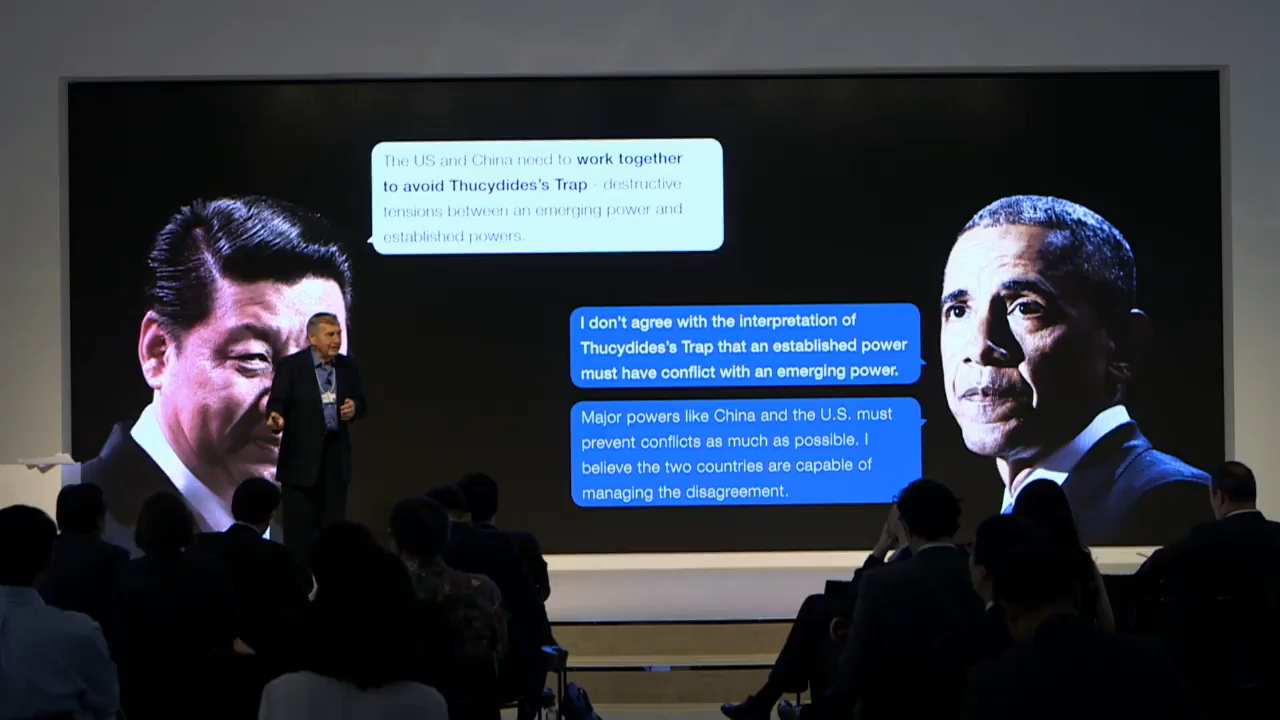 The US and China need to work together
to avoid Thucydides's Trap - destructive
tensions between an emerging power and
established powers.
I don't agree with the interpretation of
Thucydides's Trap that an established power
must have conflict with an emerging power.
Major powers like China and the U.S. must
prevent conflicts as much as possible. I
believe the two countries are capable of
managing the disagreement.